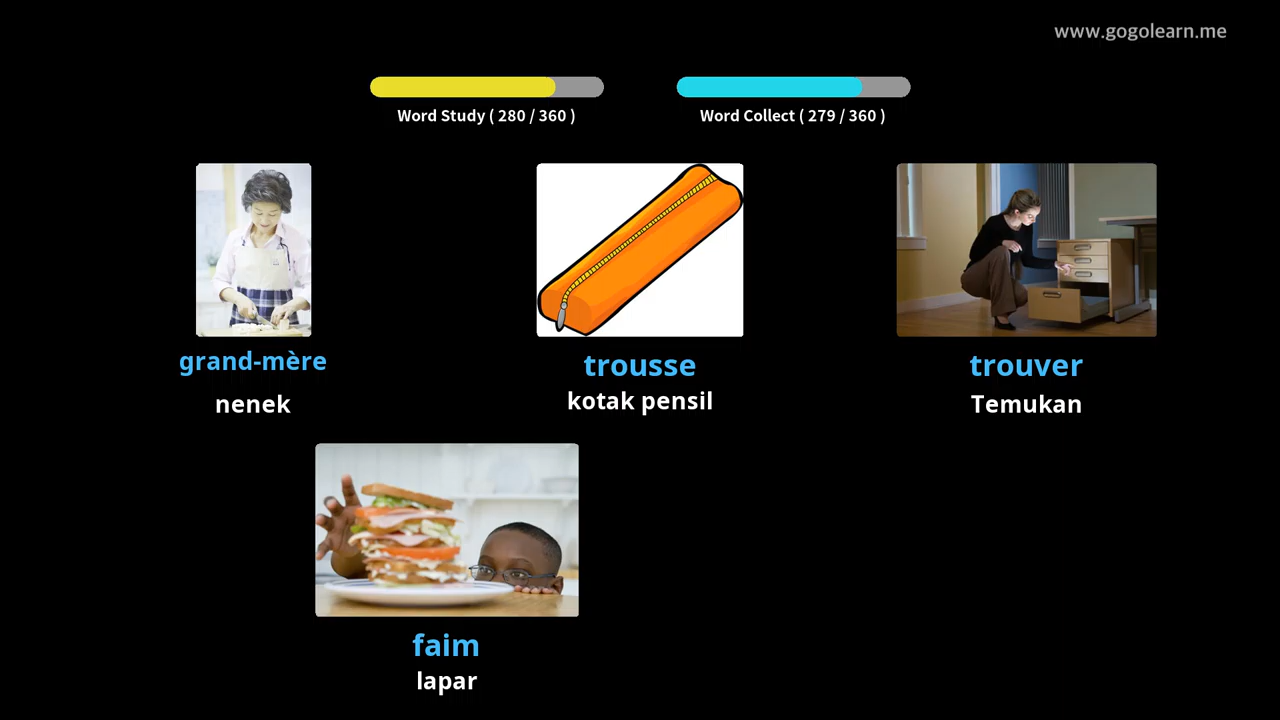 www.gogolearn.me
Word Study ( 280 / 360 )
Word Collect ( 279 / 360 )
grand-mère
nenek
trousse
kotak pensil
trouver
Temukan
faim
lapar